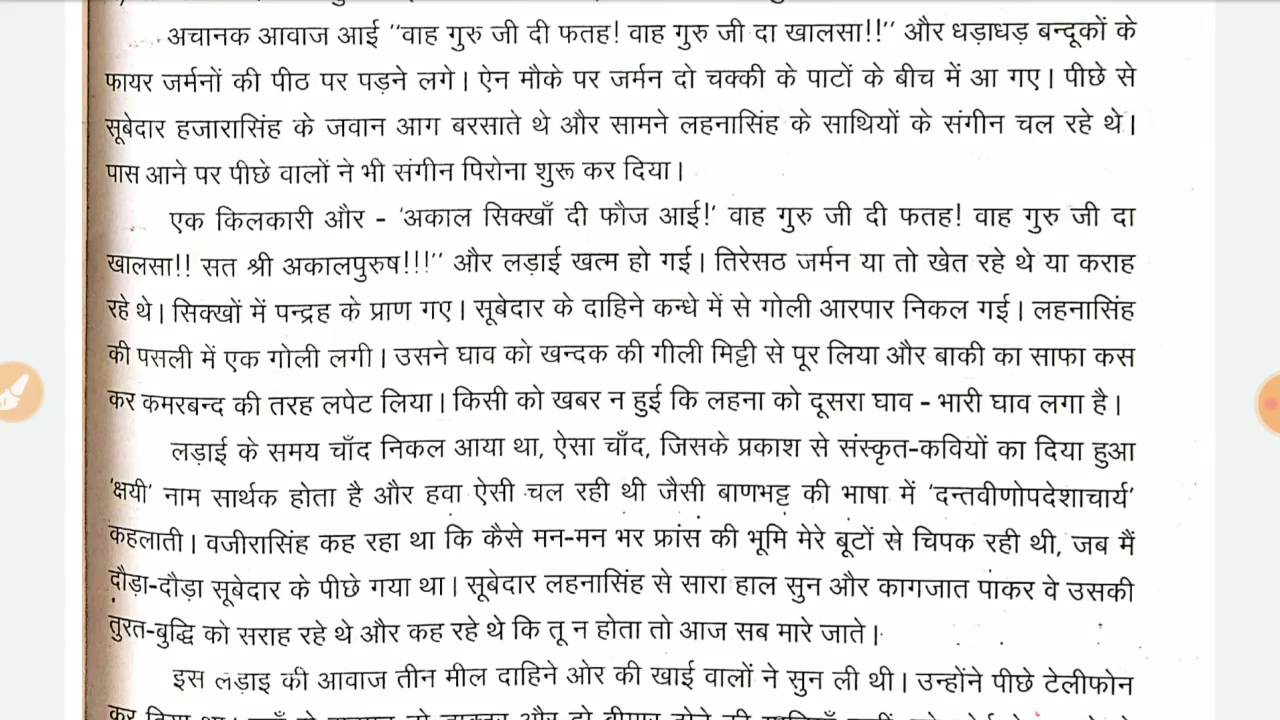 अचानक आवाज आई "वाह गुरु जी दी फतह! वाह गुरु जी दा खालसा!!" और धड़ाधड़ बन्दूकों के
फायर जर्मनों की पीठ पर पड़ने लगे। ऐन मौके पर जर्मन दो चक्की के पाटों के बीच में आ गए। पीछे से
सूबेदार हजारासिंह के जवान आग बरसाते थे और सामने लहनासिंह के साथियों के संगीन चल रहे थे।
पास आने पर पीछे वालों ने भी संगीन पिरोना शुरू कर दिया।
एक किलकारी और - 'अकाल सिक्खाँ दी फौज आई!' वाह गुरु जी दी फतह! वाह गुरु जी दा
खालसा!! सत श्री अकालपुरुष!!!" और लड़ाई खत्म हो गई। तिरेसठ जर्मन या तो खेत रहे थे या कराह
रहे थे। सिक्खों में पन्द्रह के प्राण गए। सूबेदार के दाहिने कन्धे में से गोली आरपार निकल गई। लहनासिंह
की पसली में एक गोली लगी। उसने घाव को खन्दक की गीली मिट्टी से पूर लिया और बाकी का साफा कस
कर कमरबन्द की तरह लपेट लिया। किसी को खबर न हुई कि लहना को दूसरा घाव - भारी घाव लगा है।
लड़ाई के समय चाँद निकल आया था, ऐसा चाँद, जिसके प्रकाश से संस्कृत-कवियों का दिया हुआ
'क्षयी' नाम सार्थक होता है और हवा ऐसी चल रही थी जैसी बाणभट्ट की भाषा में 'दन्तवीणोपदेशाचार्य'
कहलाती। वजीरासिंह कह रहा था कि कैसे मन-मन भर फ्रांस की भूमि मेरे बूटों से चिपक रही थी, जब मैं
दौड़ा-दौड़ा सूबेदार के पीछे गया था। सूबेदार लहनासिंह से सारा हाल सुन और कागजात पाकर वे उसकी
तुरत-बुद्धि को सराह रहे थे और कह रहे थे कि तू न होता तो आज सब मारे जाते।
इस लड़ाइ की आवाज तीन मील दाहिने ओर की खाई वालों ने सुन ली थी। उन्होंने पीछे टेलीफोन